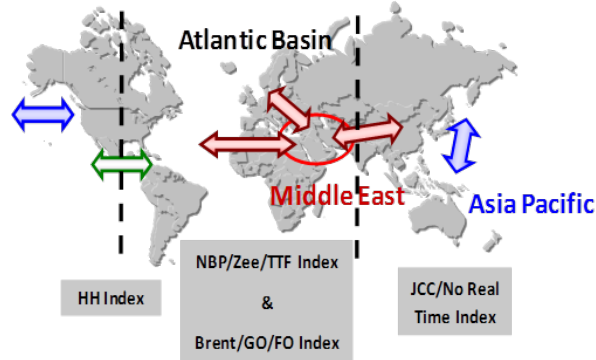 Atlantic Basin
Middle East
Asia Pacific
HH Index
NBP/Zee/TTF Index
&
Brent/GO/FO Index
JCC/No Real
Time Index